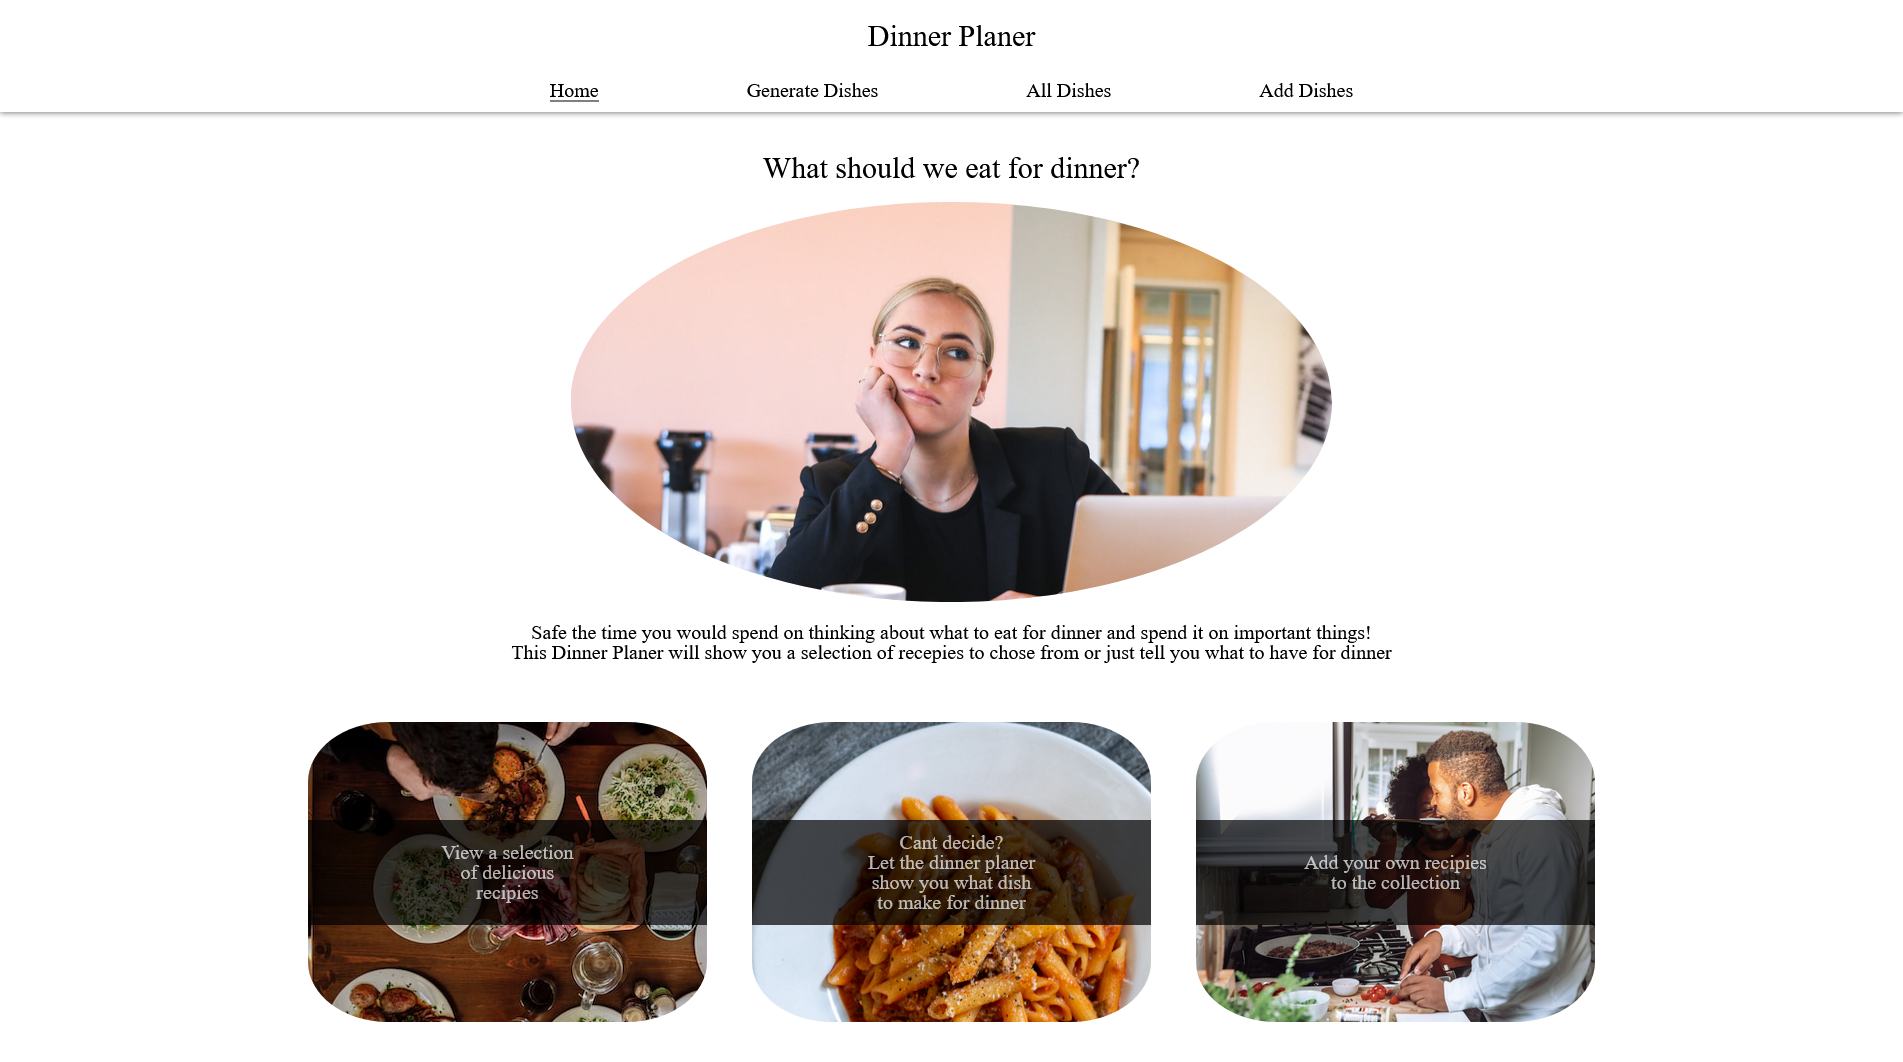 Dinner Planer
Home
Generate Dishes
All Dishes
Add Dishes
What should we eat for dinner?
Safe the time you would spend on thinking about what to eat for dinner and spend it on important things!
This Dinner Planer will show you a selection of recepies to chose from or just tell you what to have for dinner
View a selection
of delicious
recipies
Cant decide?
Let the dinner planer
show you what dish
to make for dinner
Add your own recipies
to the collection